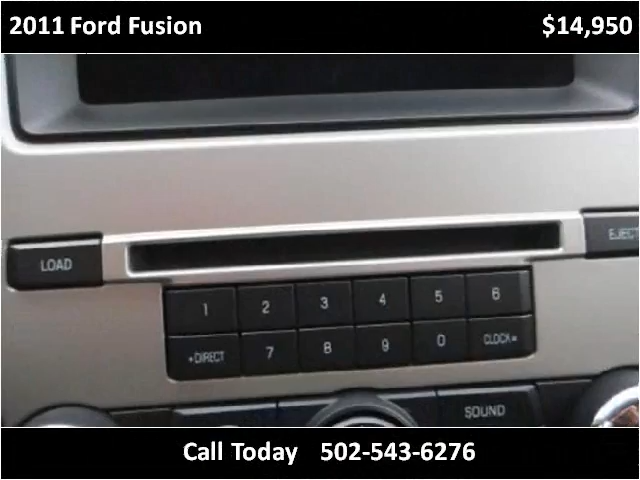 2011 Ford Fusion $14,950
LOAD
EJECT
1 2 3 4 5 6
•DIRECT 7 8 9 0 CLOCK
SOUND
Call Today 502-543-6276